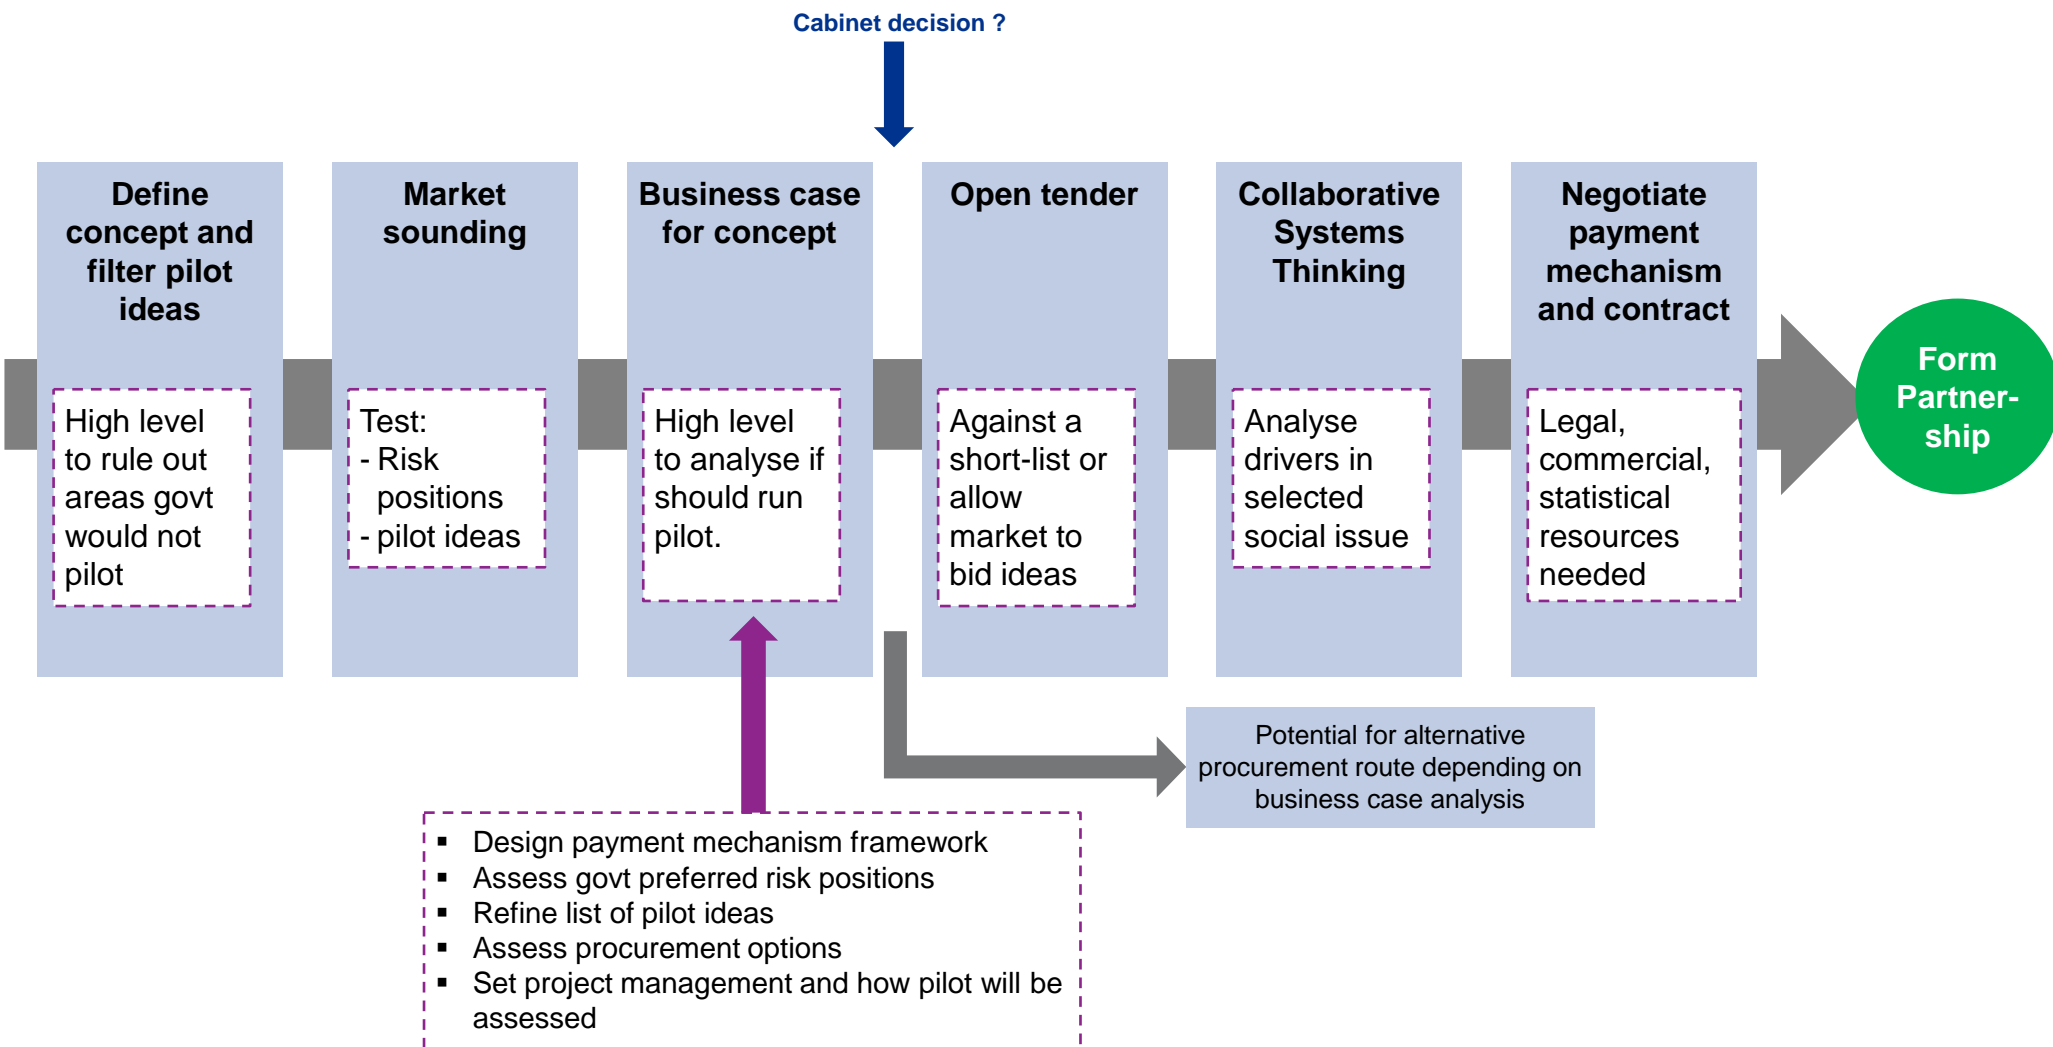 Cabinet decision ?
Define
concept and
filter pilot
ideas
High level
to rule out
areas govt
would not
pilot
Market
sounding
Test:
- Risk
positions
- pilot ideas
Business case
for concept
High level
to analyse if
should run
pilot.
Open tender
Against a
short-list or
allow
market to
bid ideas
Collaborative
Systems
Thinking
Analyse
drivers in
selected
social issue
Negotiate
payment
mechanism
and contract
Legal,
commercial,
statistical
resources
needed
Form
Partner-
ship
Potential for alternative
procurement route depending on
business case analysis
▪ Design payment mechanism framework
▪ Assess govt preferred risk positions
▪ Refine list of pilot ideas
▪ Assess procurement options
▪ Set project management and how pilot will be
assessed